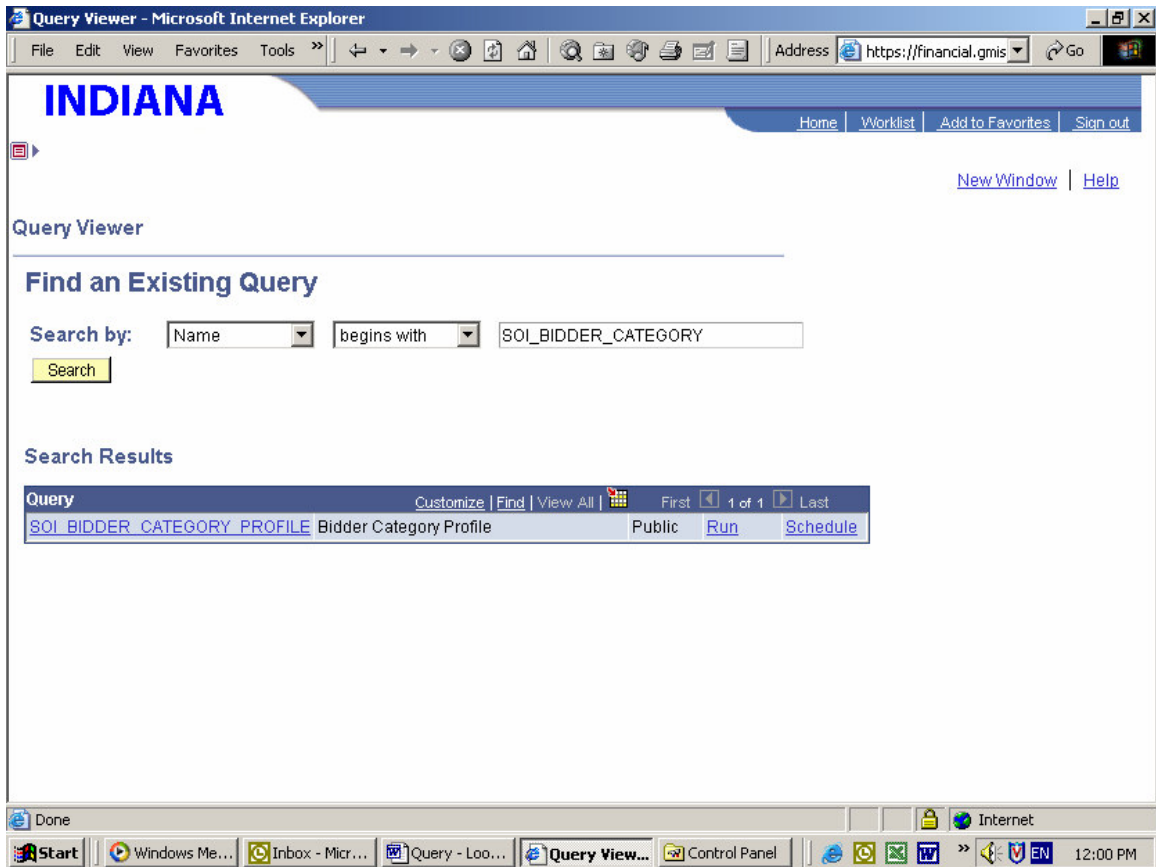 Query Viewer - Microsoft Internet Explorer
File Edit View Favorites Tools » Address https://financial.gmis Go
INDIANA
Home | Worklist | Add to Favorites | Sign out
New Window | Help
Query Viewer
Find an Existing Query
Search by: Name begins with SOI_BIDDER_CATEGORY
Search
Search Results
Query Customize | Find | View All | First 1 of 1 Last
SOI_BIDDER_CATEGORY_PROFILE Bidder Category Profile Public Run Schedule
Done Internet
Start Windows Me... Inbox - Micr... Query - Loo... Query View... Control Panel » EN 12:00 PM